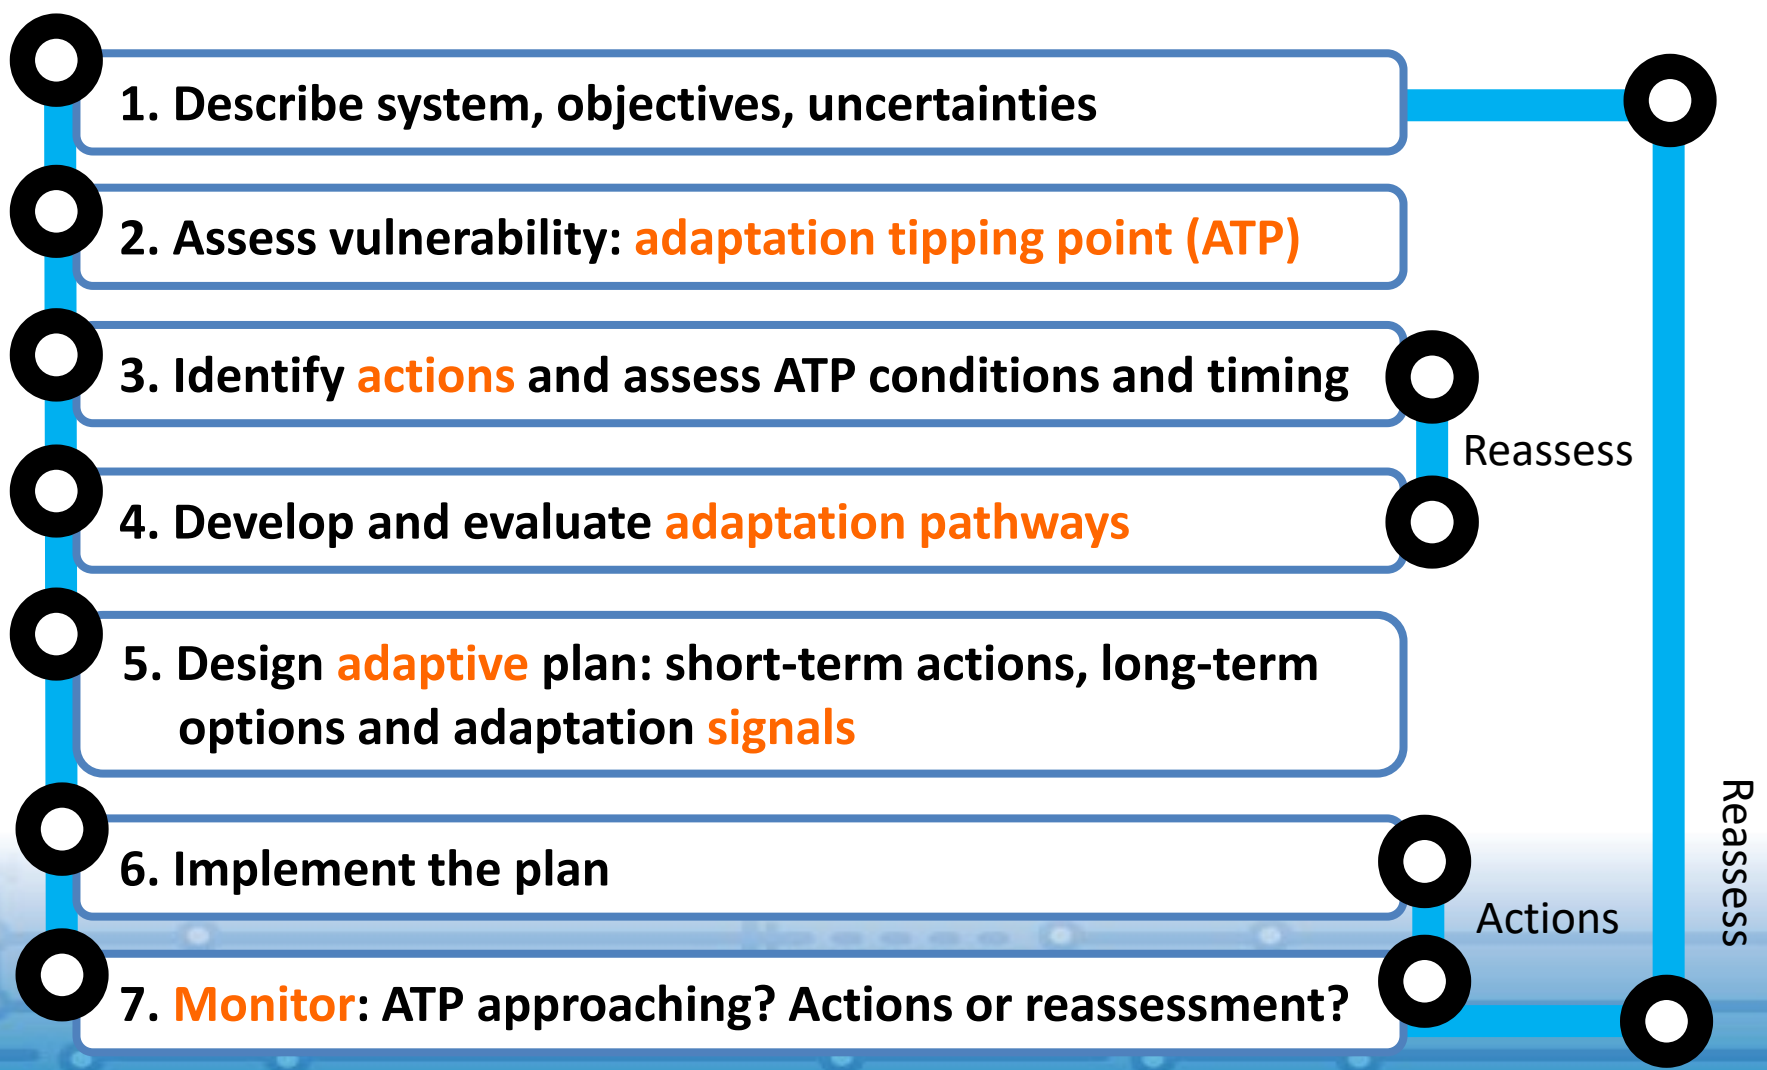 1. Describe system, objectives, uncertainties
2. Assess vulnerability: adaptation tipping point (ATP)
3. Identify actions and assess ATP conditions and timing
Reassess
4. Develop and evaluate adaptation pathways
5. Design adaptive plan: short-term actions, long-term
options and adaptation signals
6. Implement the plan
Actions
7. Monitor: ATP approaching? Actions or reassessment?
Reassess